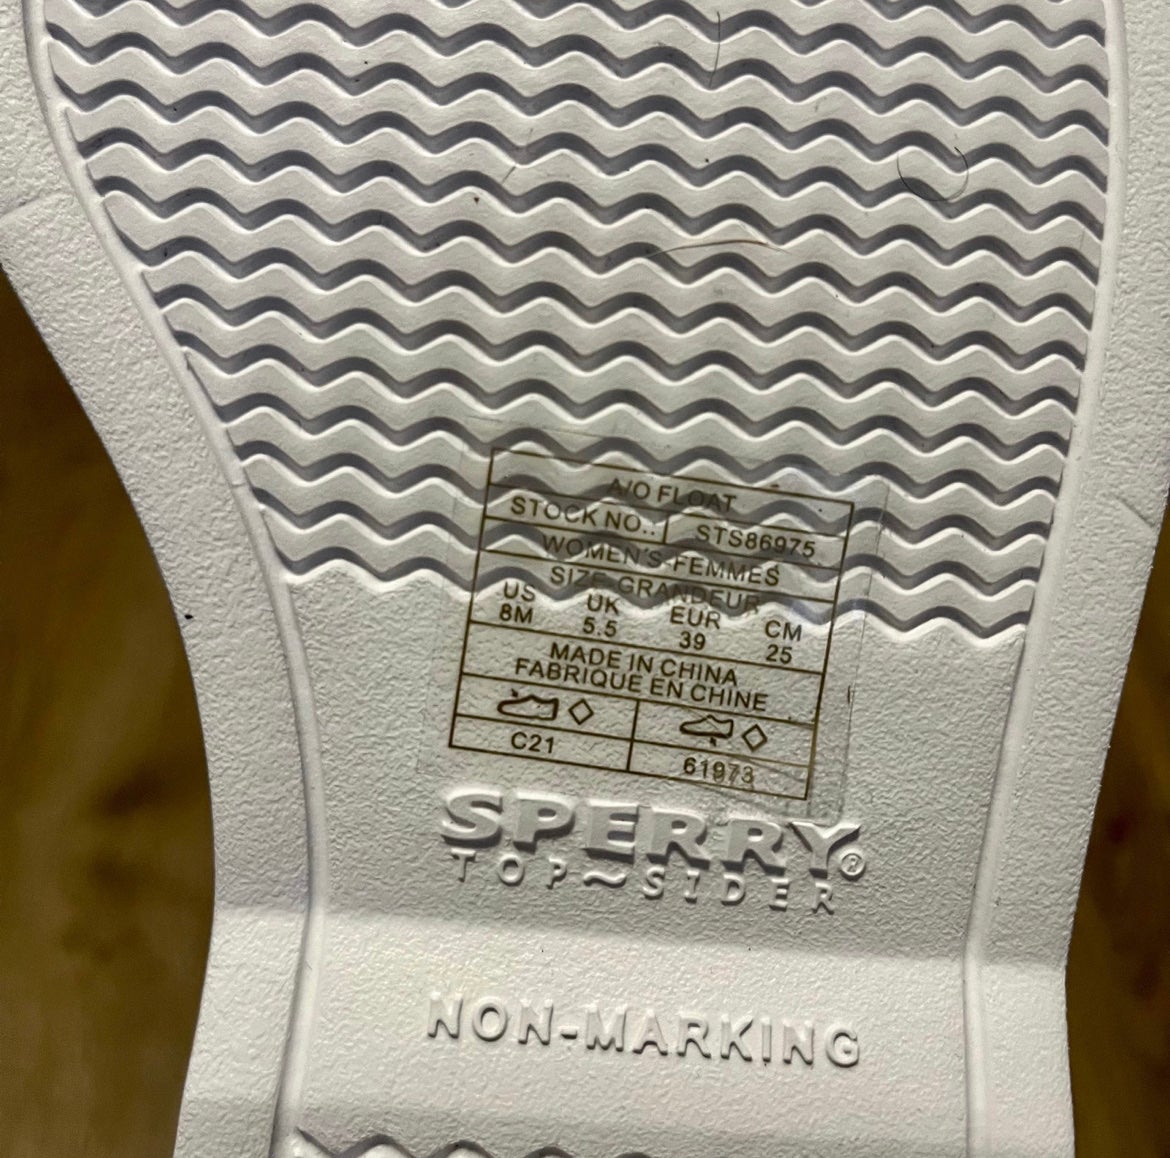 A/O FLOAT
STOCK NO.: STS86975
WOMEN'S-FEMMES
SIZE-GRANDEUR
US UK EUR CM
8M 5.5 39 25
MADE IN CHINA
FABRIQUE EN CHINE
C21 61973
SPERRY®
TOP~SIDER
NON-MARKING